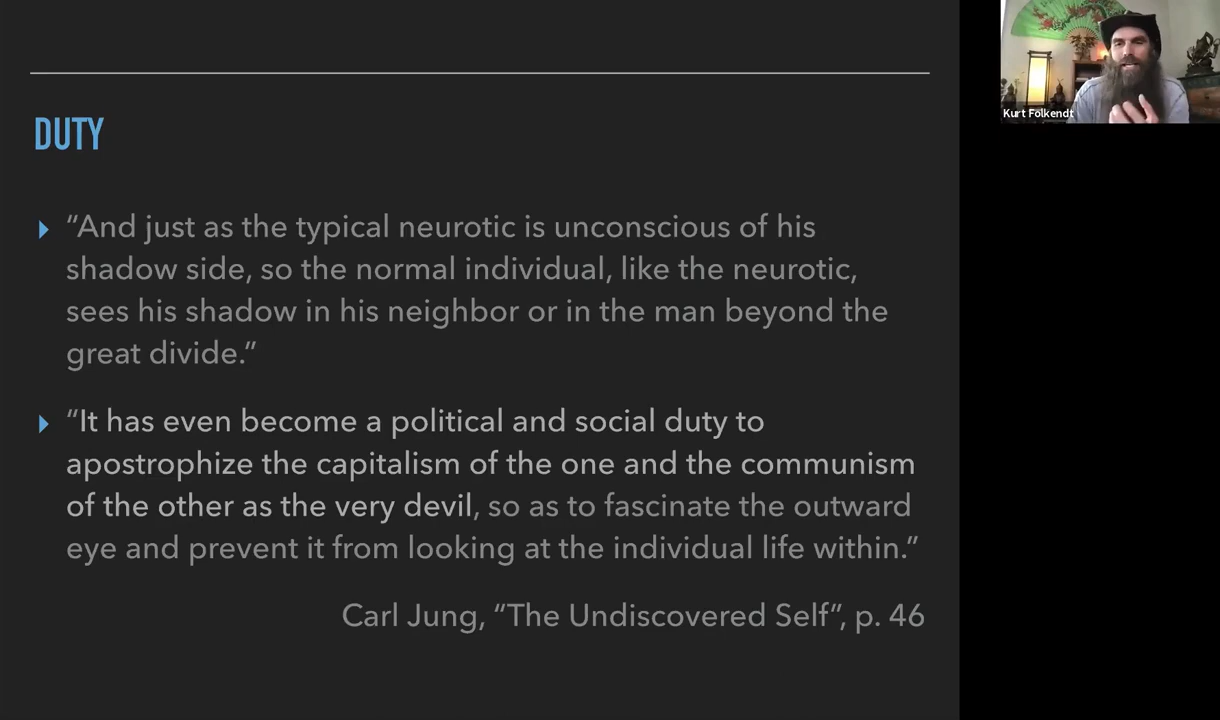 DUTY
“And just as the typical neurotic is unconscious of his
shadow side, so the normal individual, like the neurotic,
sees his shadow in his neighbor or in the man beyond the
great divide.”
“It has even become a political and social duty to
apostrophize the capitalism of the one and the communism
of the other as the very devil, so as to fascinate the outward
eye and prevent it from looking at the individual life within.”
Carl Jung, “The Undiscovered Self”, p. 46
Kurt Folkendt